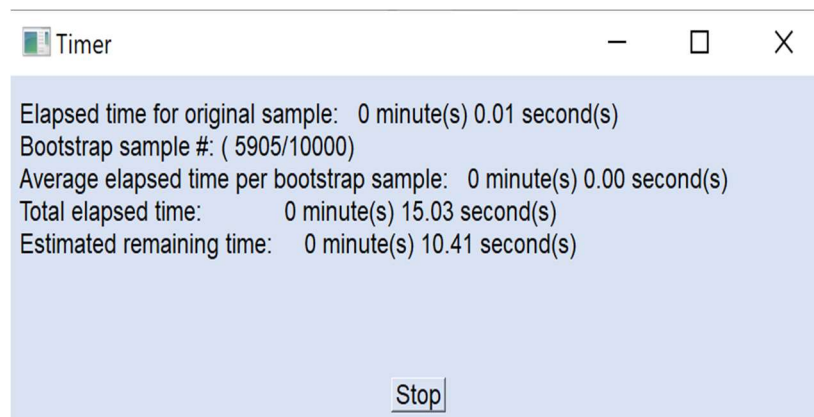 Timer
Elapsed time for original sample: 0 minute(s) 0.01 second(s)
Bootstrap sample #: ( 5905/10000)
Average elapsed time per bootstrap sample: 0 minute(s) 0.00 second(s)
Total elapsed time: 0 minute(s) 15.03 second(s)
Estimated remaining time: 0 minute(s) 10.41 second(s)
Stop